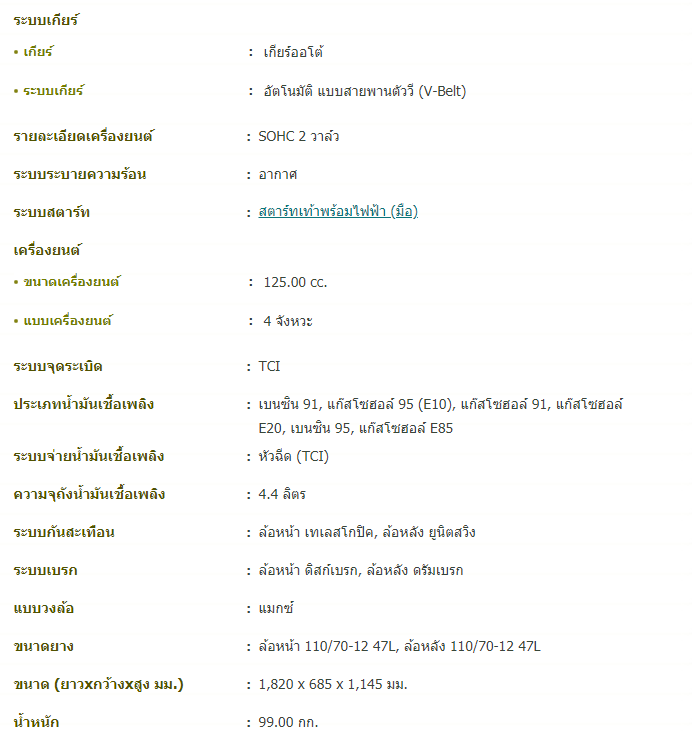 ระบบเกียร์
• เกียร์ : เกียร์ออโต้
• ระบบเกียร์ : อัตโนมัติ แบบสายพานตัววี (V-Belt)
รายละเอียดเครื่องยนต์ : SOHC 2 วาล์ว
ระบบระบายความร้อน : อากาศ
ระบบสตาร์ท : สตาร์ทเท้าพร้อมไฟฟ้า (มือ)
เครื่องยนต์
• ขนาดเครื่องยนต์ : 125.00 cc.
• แบบเครื่องยนต์ : 4 จังหวะ
ระบบจุดระเบิด : TCI
ประเภทน้ำมันเชื้อเพลิง : เบนซิน 91, แก๊สโซฮอล์ 95 (E10), แก๊สโซฮอล์ 91, แก๊สโซฮอล์
E20, เบนซิน 95, แก๊สโซฮอล์ E85
ระบบจ่ายน้ำมันเชื้อเพลิง : หัวฉีด (TCI)
ความจุถังน้ำมันเชื้อเพลิง : 4.4 ลิตร
ระบบกันสะเทือน : ล้อหน้า เทเลสโกปิค, ล้อหลัง ยูนิตสวิง
ระบบเบรก : ล้อหน้า ดิสก์เบรก, ล้อหลัง ดรัมเบรก
แบบวงล้อ : แมกซ์
ขนาดยาง : ล้อหน้า 110/70-12 47L, ล้อหลัง 110/70-12 47L
ขนาด (ยาวxกว้างxสูง มม.) : 1,820 x 685 x 1,145 มม.
น้ำหนัก : 99.00 กก.